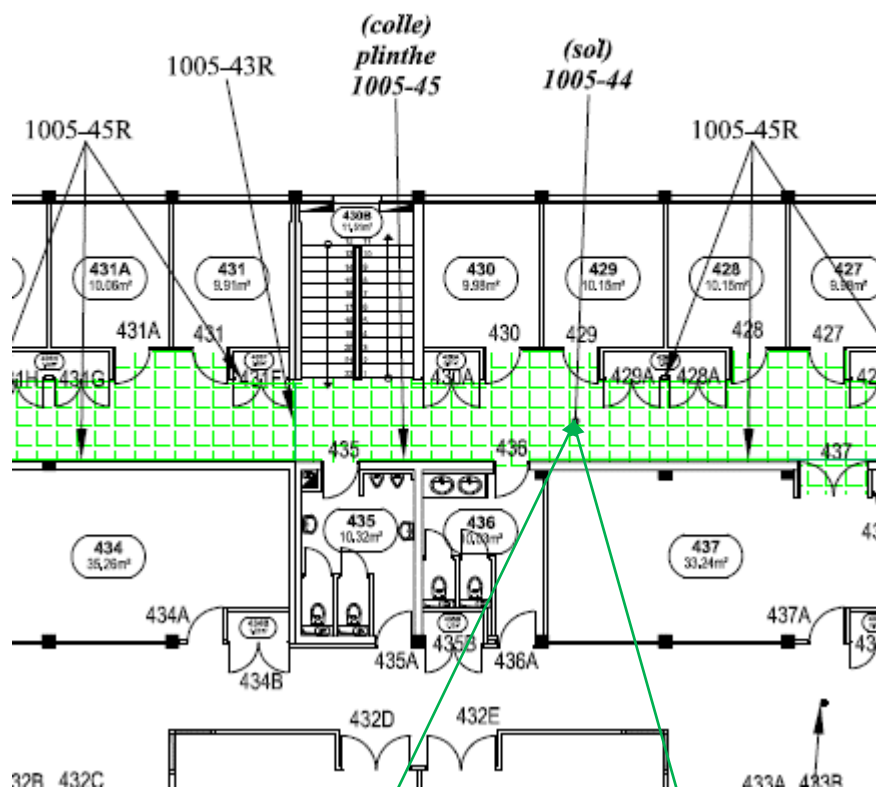 (colle)
plinthe
1005-45
(sol)
1005-44
1005-43R
1005-45R
1005-45R
430B
431A
10.06m²
431
9.91m²
430
9.98m²
429
10.18m²
428
10.18m²
427
431A
431
430
429
428
427
431G
431F
430A
429A
428A
435
436
437
434
35.26m²
435
10.32m²
436
437
33.24m²
434A
437A
434B
435A
435B
436A
432D
432E
32B
432C
433A
433B